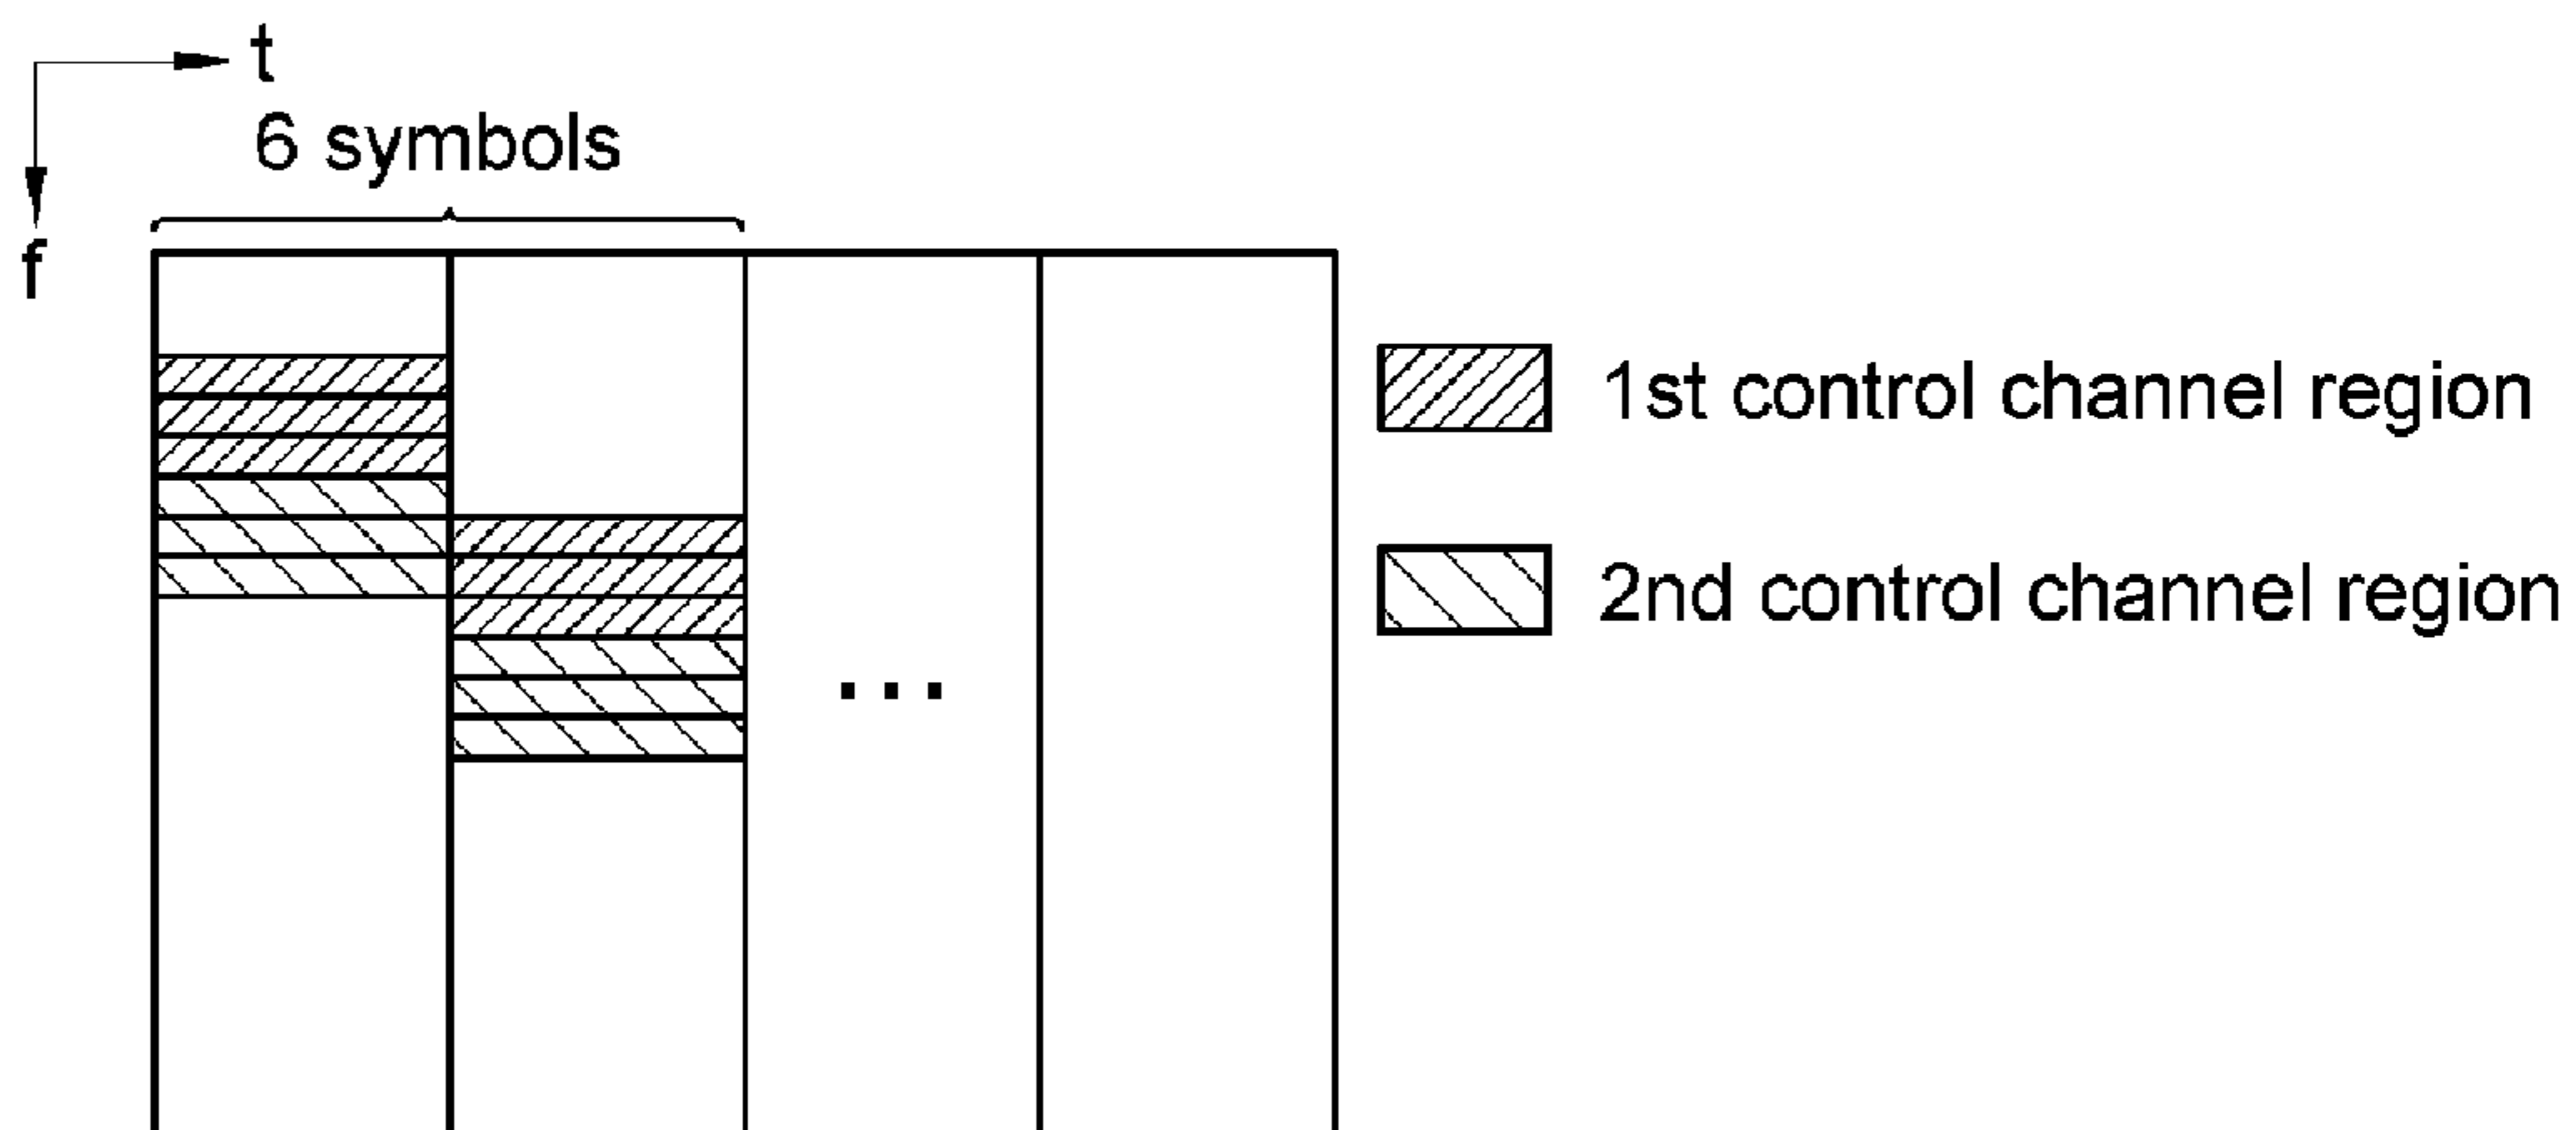 t
6 symbols
f
1st control channel region
2nd control channel region
...